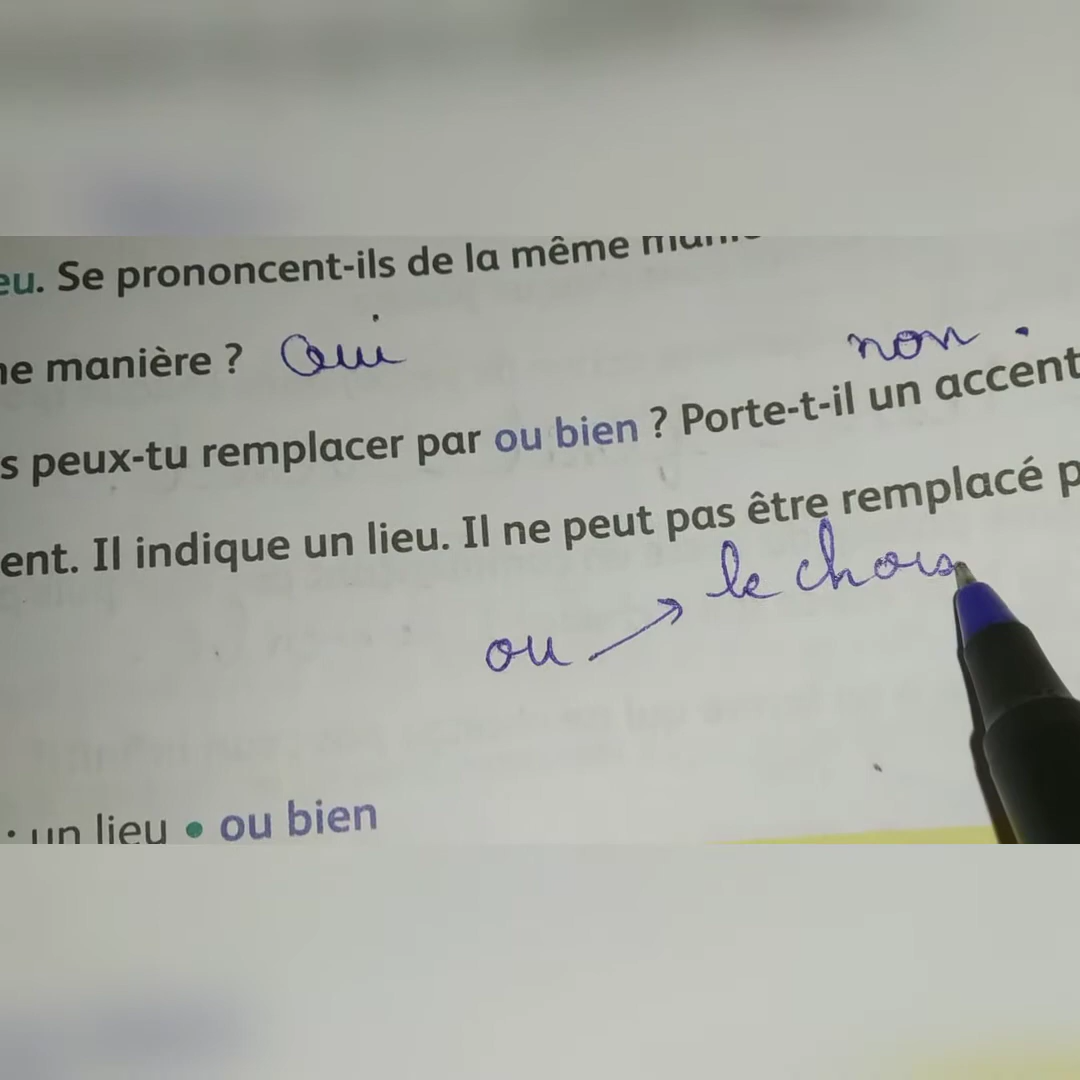 eu. Se prononcent-ils de la même
ne manière ? Oui
non.
s peux-tu remplacer par ou bien ? Porte-t-il un accent
ent. Il indique un lieu. Il ne peut pas être remplacé p
le chois
ou →
: un lieu • ou bien